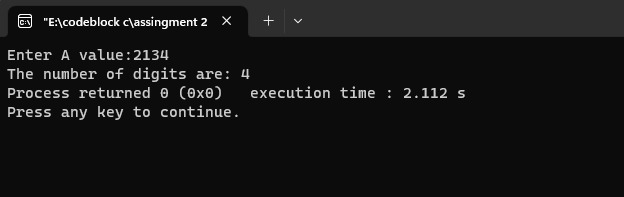 "E:\codeblock c\assingment 2
Enter A value:2134
The number of digits are: 4
Process returned 0 (0x0)   execution time : 2.112 s
Press any key to continue.